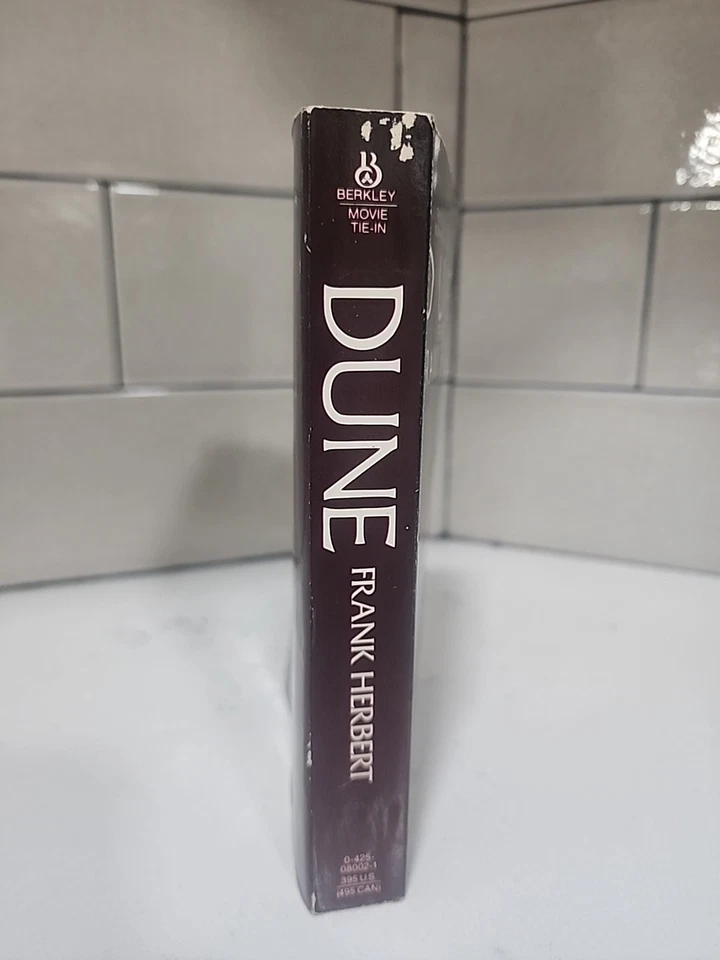 BERKLEY
MOVIE
TIE-IN
DUNE
FRANK HERBERT
0-425-
08002-1
395 U.S.
(495 CAN)